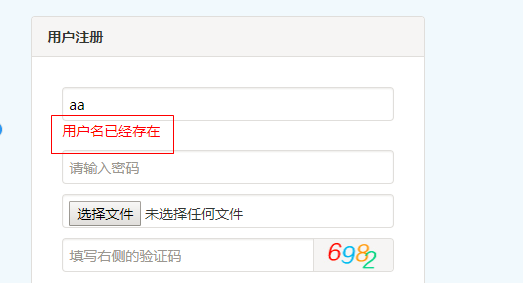 用户注册
aa
用户名已经存在
请输入密码
选择文件 未选择任何文件
填写右侧的验证码 6982